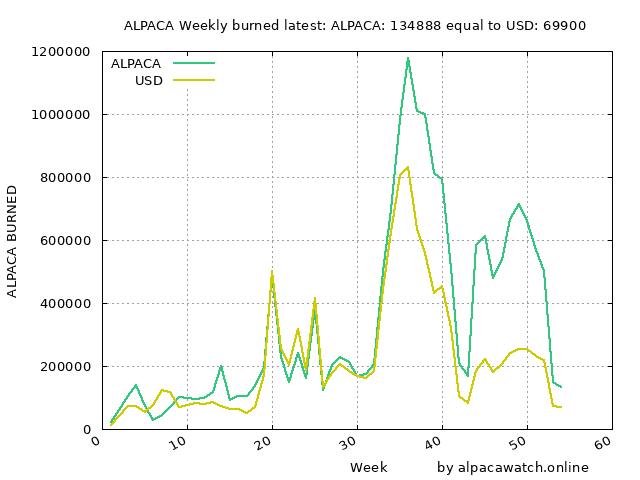 ALPACA Weekly burned latest: ALPACA: 134888 equal to USD: 69900
1200000
1000000
800000
600000
400000
200000
0
ALPACA
USD
ALPACA BURNED
0 10 20 30 40 50 60
Week by alpacawatch.online